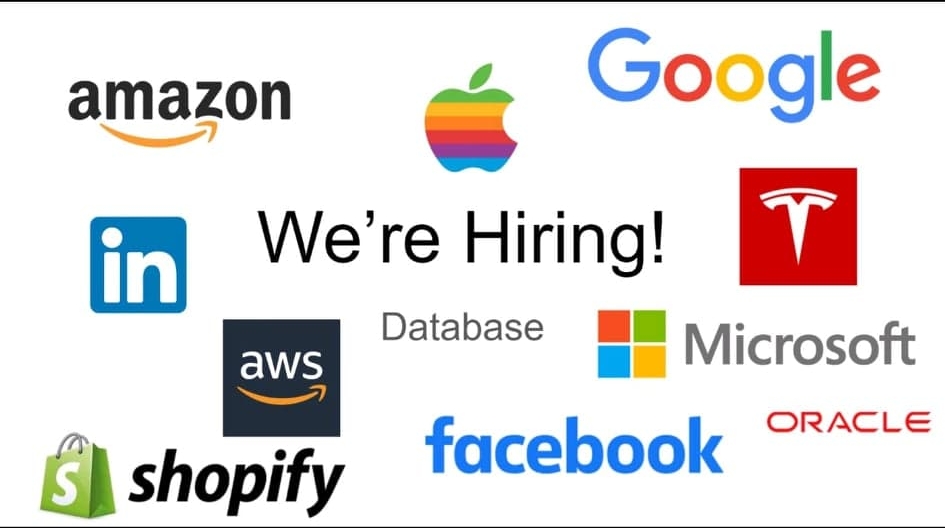 amazon
Google
We're Hiring!
in
Database
aws
Microsoft
ORACLE
facebook
S shopify